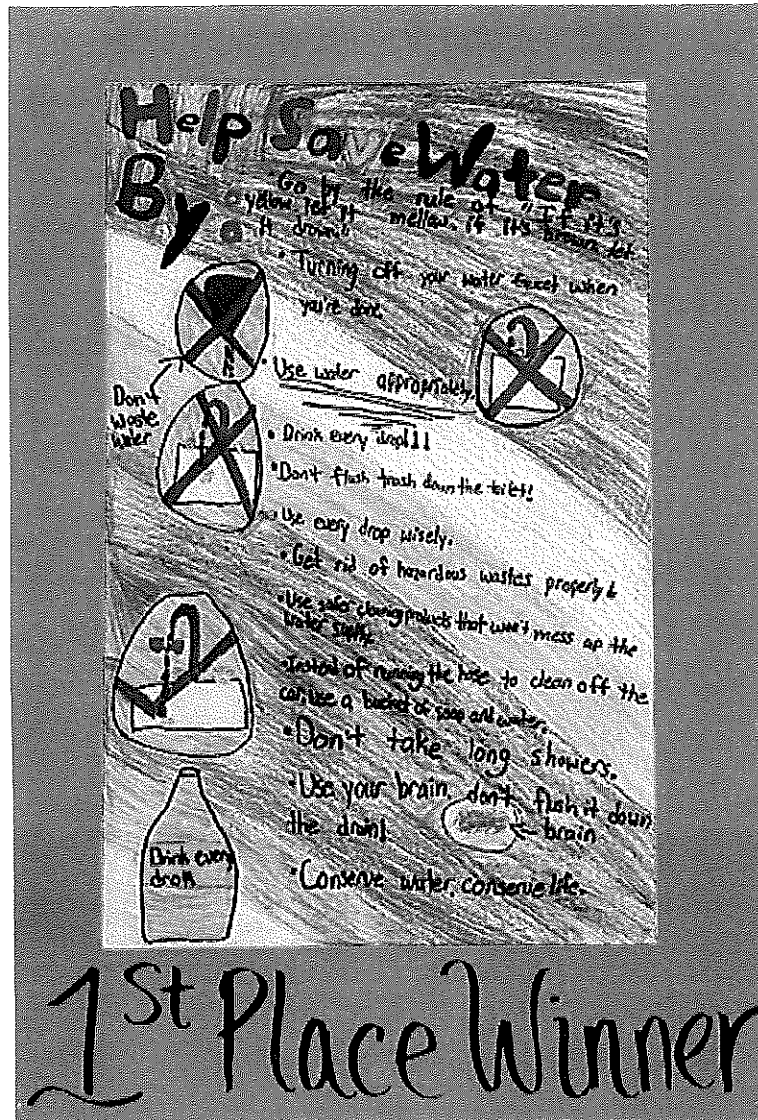 Help Save Water
By
• Go by the rule of "If it's
yellow let it mellow. if it's brown let
it drown"
• Turning off your water faucet when
you're done.
Don't
waste
water
• Use water appropriately.
• Drink every drop!!!
• Don't flush trash down the toilet!
• Use every drop wisely.
• Get rid of hazardous wastes properly
• Use safer cleaning products that won't mess up the
water supply.
• Instead of running the hose to clean off the
car, use a bucket of soap and water.
• Don't take long showers.
• Use your brain, don't flush it down
the drain!
brain
Drink every
drop
• Conserve water, conserve life.
1st Place Winner